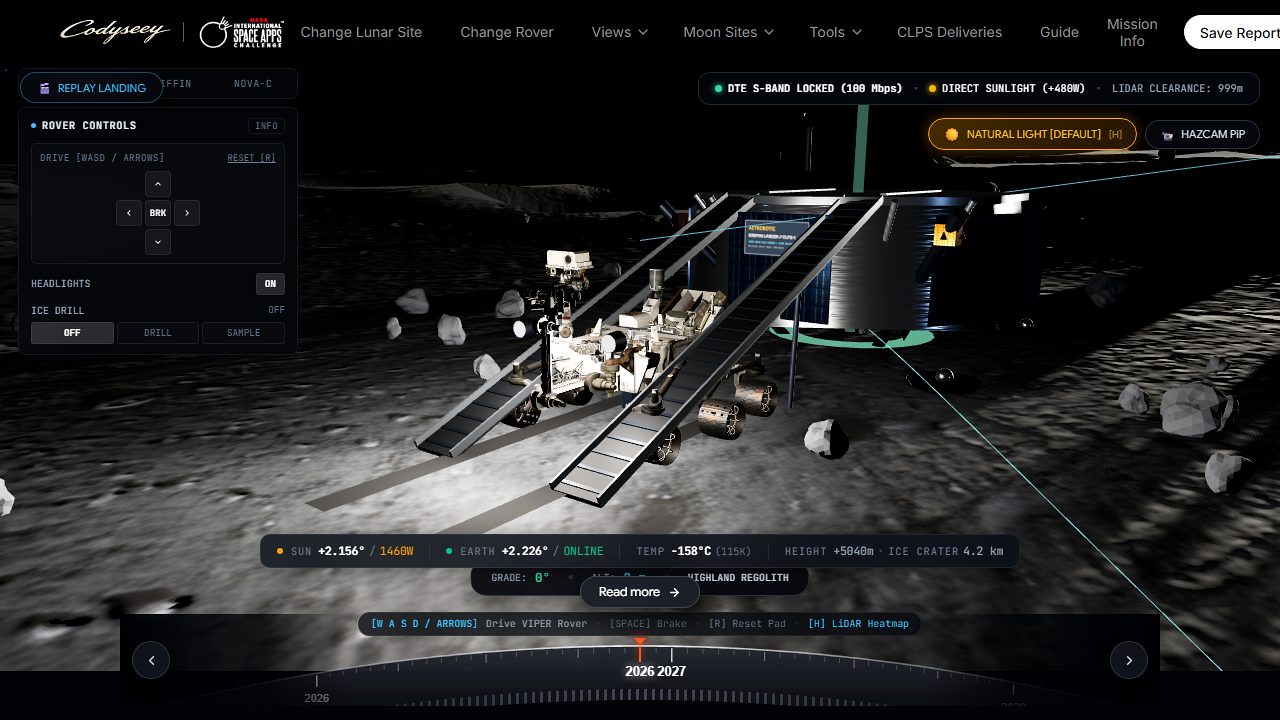 Codyseey
NASA
INTERNATIONAL
SPACE APPS
CHALLENGE
Change Lunar Site
Change Rover
Views
Moon Sites
Tools
CLPS Deliveries
Guide
Mission
Info
Save Report
REPLAY LANDING
IFFIN
NOVA-C
DTE S-BAND LOCKED (100 Mbps) • DIRECT SUNLIGHT (+480W) • LIDAR CLEARANCE: 999m
ROVER CONTROLS
INFO
NATURAL LIGHT [DEFAULT] [H]
HAZCAM PiP
DRIVE [WASD / ARROWS]
RESET [R]
BRK
HEADLIGHTS
ON
ICE DRILL
OFF
OFF
DRILL
SAMPLE
ASTROBOTIC
SUN +2.156° / 1460W
EARTH +2.226° / ONLINE
TEMP -158°C (115K)
HEIGHT +5040m • ICE CRATER 4.2 km
GRADE: 0°
HIGHLAND REGOLITH
Read more →
[W A S D / ARROWS] Drive VIPER Rover • [SPACE] Brake • [R] Reset Pad • [H] LiDAR Heatmap
2026 2027
2026